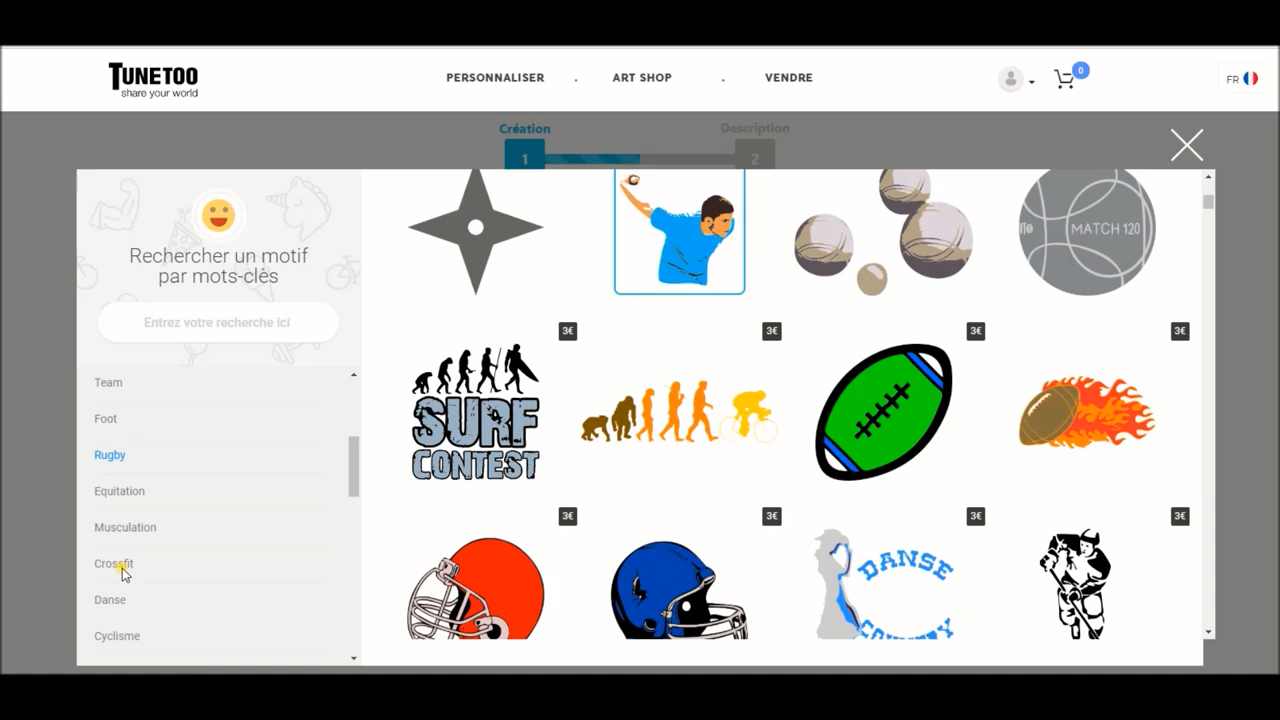 TUNETOO
share your world
PERSONNALISER
ART SHOP
VENDRE
0
FR
Création
Description
1
2
Rechercher un motif
par mots-clès
Entrez votre recherche ici
Team
Foot
Rugby
Equitation
Musculation
Crossfit
Danse
Cyclisme
MATCH 120
3€
3€
3€
3€
SURF
CONTEST
3€
3€
3€
3€
DANSE
COUNTRY